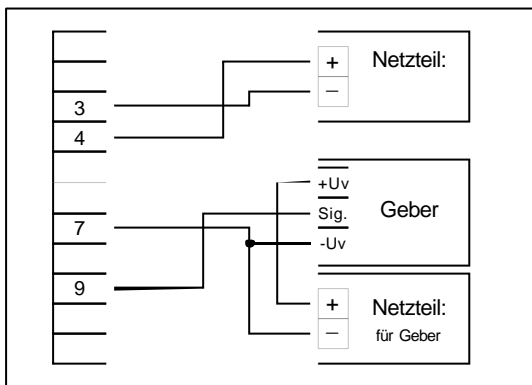 3
4
7
9
+
−
Netzteil:
+Uv
Sig.
-Uv
Geber
+
−
Netzteil:
für Geber